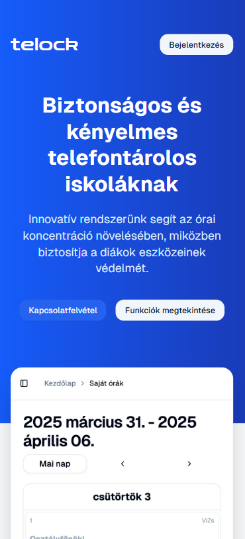 telock
Bejelentkezés
Biztonságos és
kényelmes
telefontárolos
iskoláknak
Innovatív rendszerünk segít az órai
koncentráció növelésében, miközben
biztosítja a diákok eszközeinek
védelmét.
Kapcsolatfelvétel
Funkciók megtekintése
Kezdőlap > Saját órák
2025 március 31. - 2025
április 06.
Mai nap
csütörtök 3
1
Osztályfőnöki